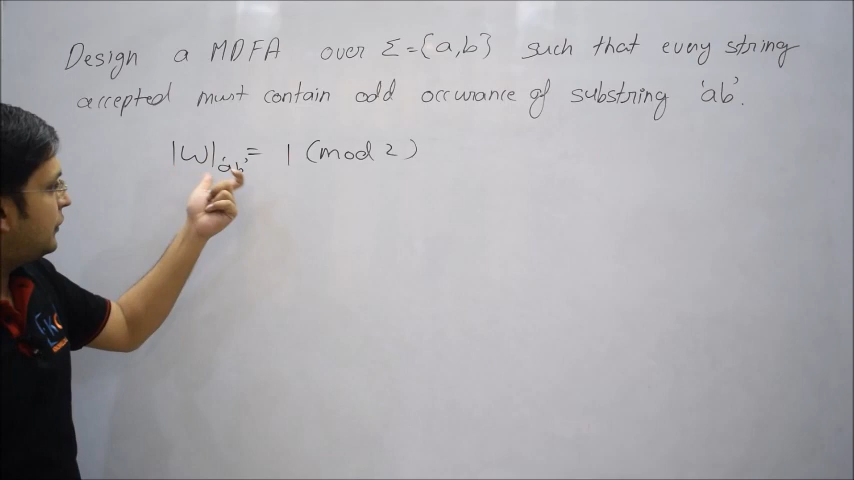 Design a MDFA over Σ={a,b} such that every string
accepted must contain odd occurance of substring 'ab'.
|W|'ab' = 1 (mod 2)